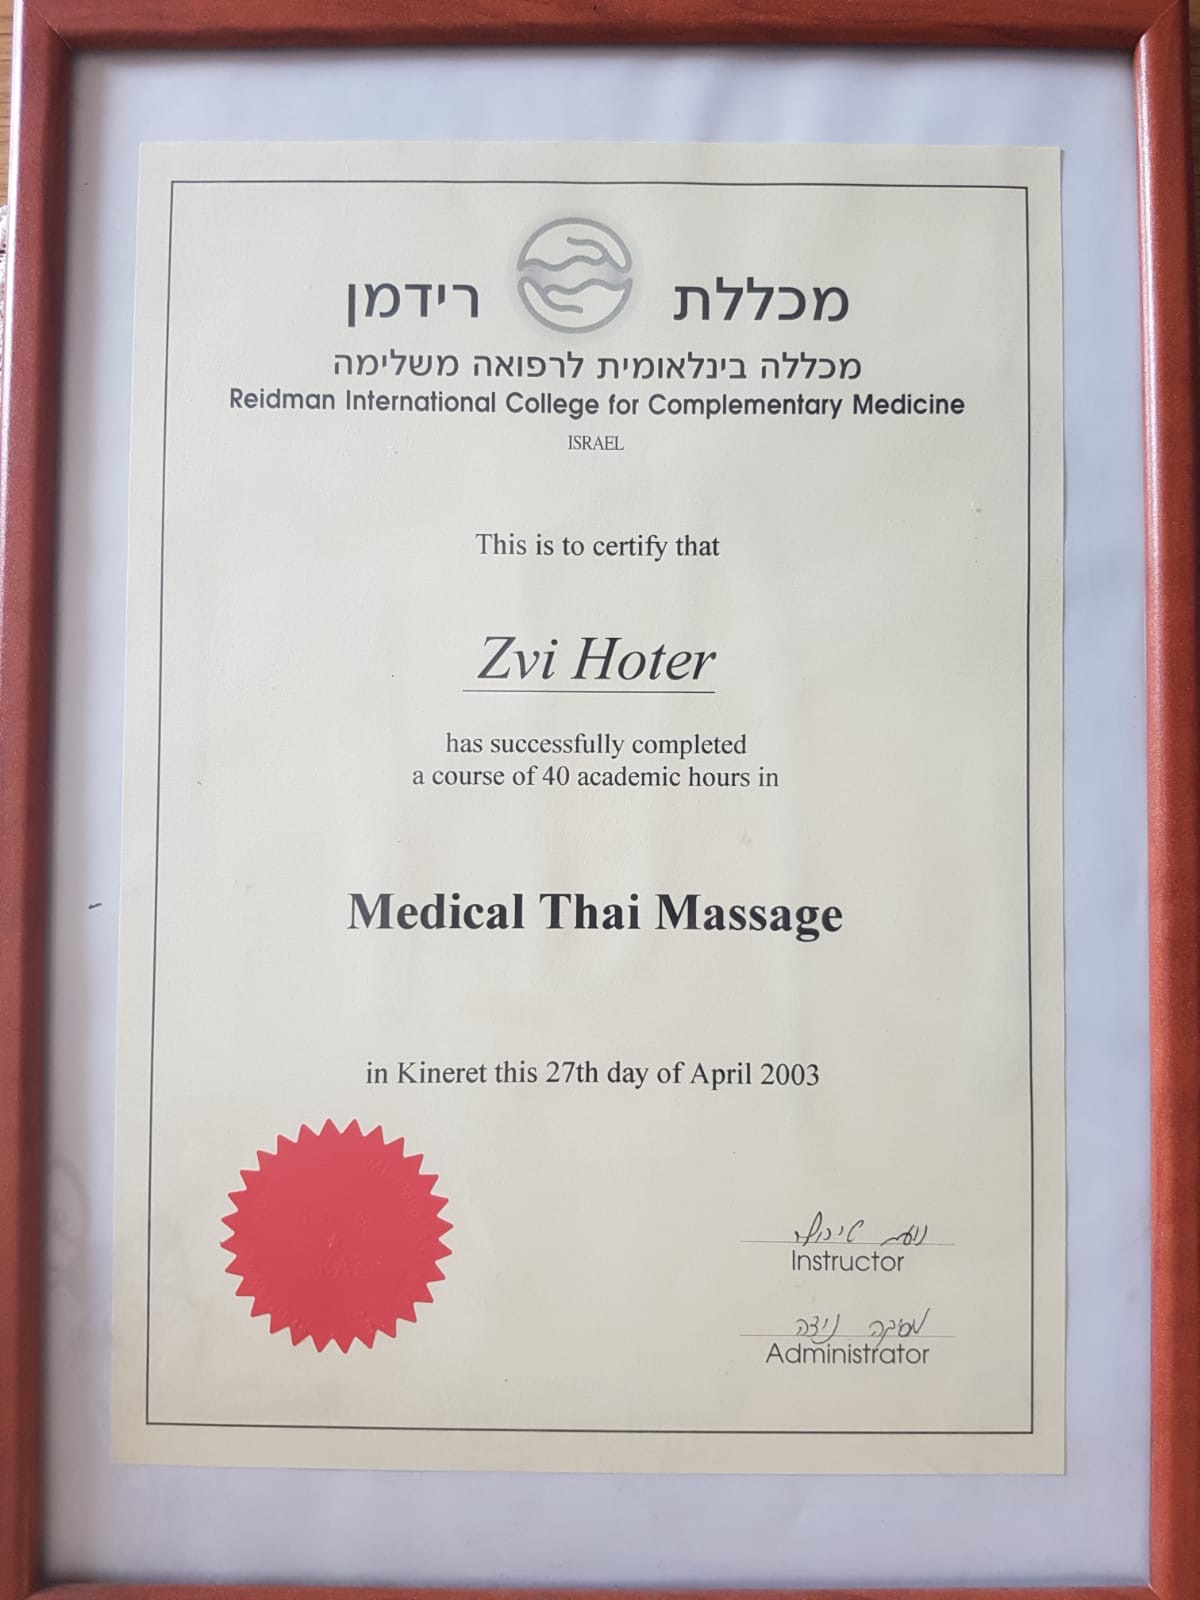 מכללת רידמן
מכללה בינלאומית לרפואה משלימה
Reidman International College for Complementary Medicine
ISRAEL
This is to certify that
Zvi Hoter
has successfully completed
a course of 40 academic hours in
Medical Thai Massage
in Kineret this 27th day of April 2003
Instructor
Administrator